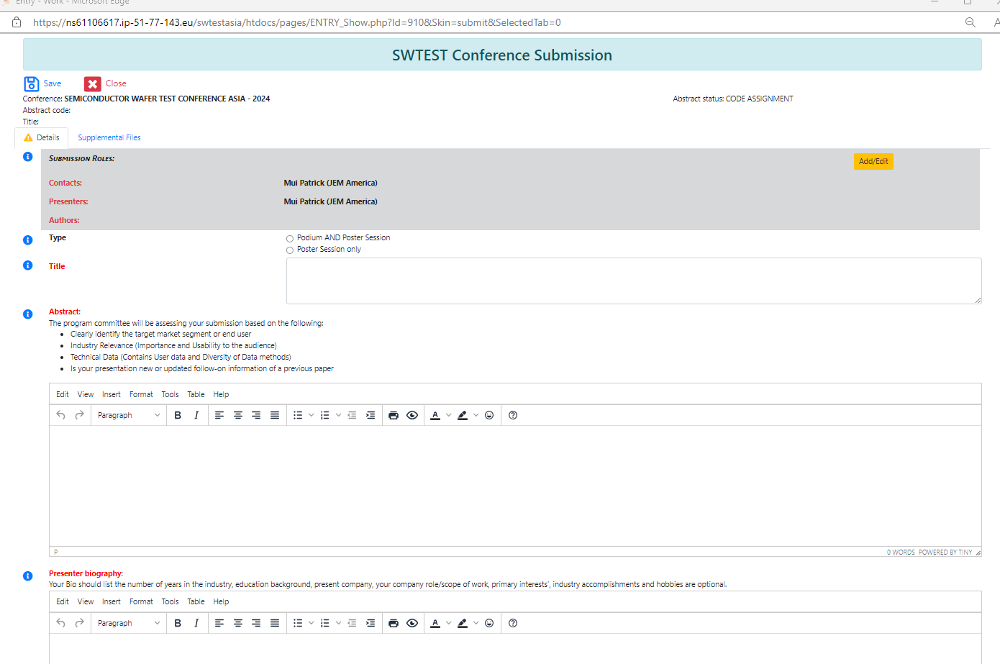 Entry - Work - Microsoft Edge
https://ns61106617.ip-51-77-143.eu/swtestasia/htdocs/pages/ENTRY_Show.php?Id=910&Skin=submit&SelectedTab=0
SWTEST Conference Submission
Save Close
Conference: SEMICONDUCTOR WAFER TEST CONFERENCE ASIA - 2024 Abstract status: CODE ASSIGNMENT
Abstract code:
Title:
Details Supplemental Files
SUBMISSION ROLES: Add/Edit
Contacts: Mui Patrick (JEM America)
Presenters: Mui Patrick (JEM America)
Authors:
Type Podium AND Poster Session
Poster Session only
Title
Abstract:
The program committee will be assessing your submission based on the following:
• Clearly identify the target market segment or end user
• Industry Relevance (Importance and Usability to the audience)
• Technical Data (Contains User data and Diversity of Data methods)
• Is your presentation new or updated follow-on information of a previous paper
Edit View Insert Format Tools Table Help
Paragraph B I A
P 0 WORDS POWERED BY TINY
Presenter biography:
Your Bio should list the number of years in the industry, education background, present company, your company role/scope of work, primary interests', industry accomplishments and hobbies are optional.
Edit View Insert Format Tools Table Help
Paragraph B I A